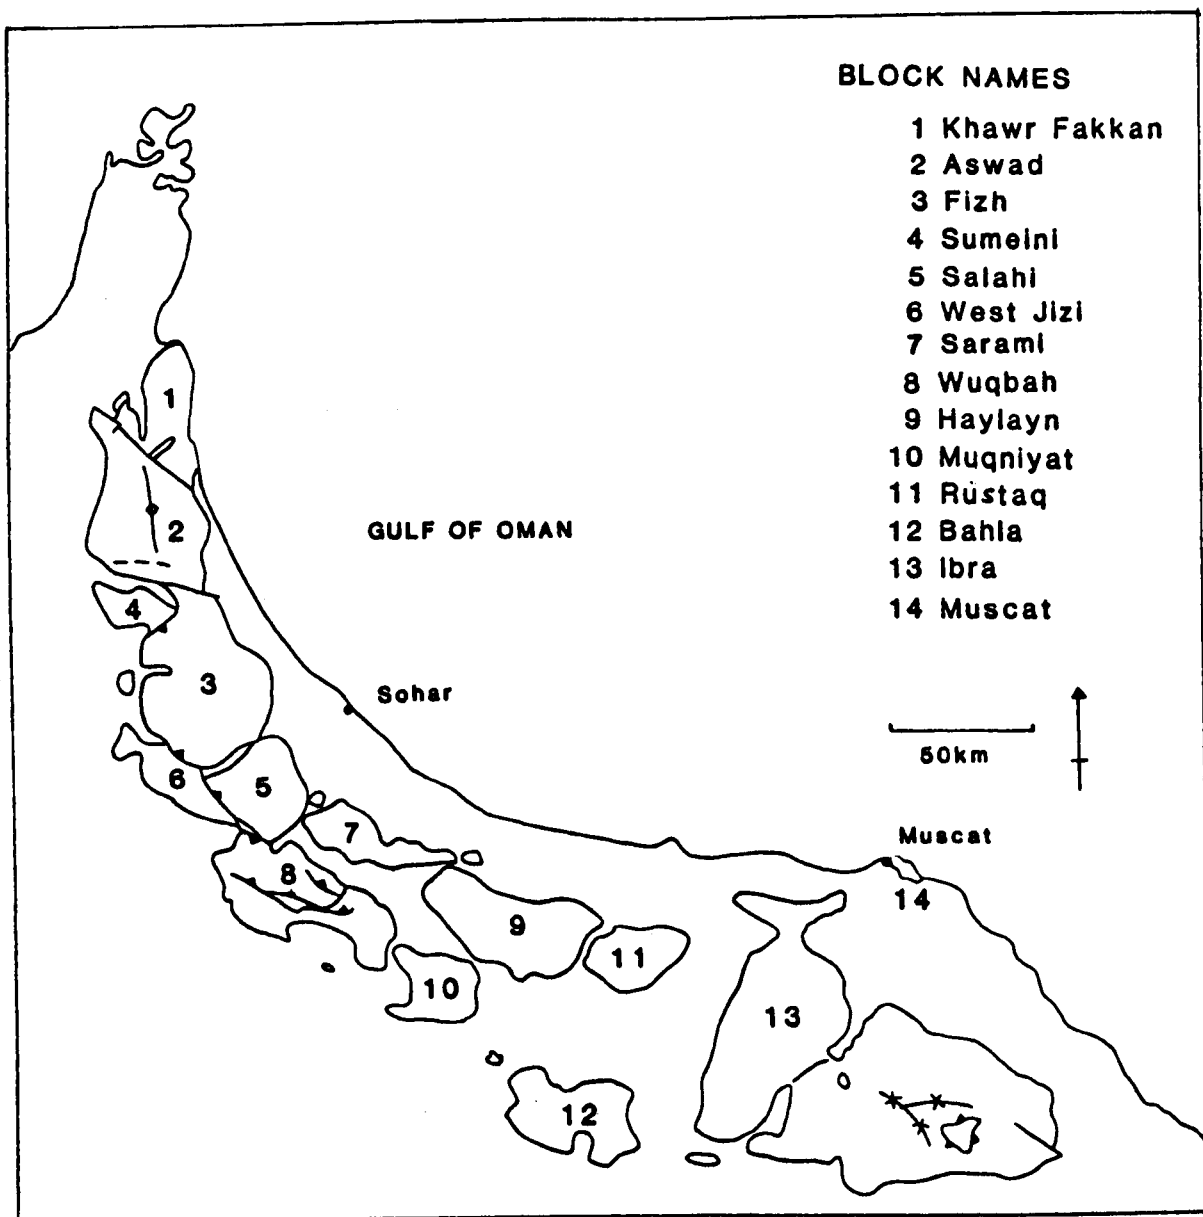 BLOCK NAMES
1 Khawr Fakkan
2 Aswad
3 Fizh
4 Sumeini
5 Salahi
6 West Jizi
7 Sarami
8 Wuqbah
9 Haylayn
10 Muqniyat
11 Rustaq
12 Bahla
13 Ibra
14 Muscat
1
2
GULF OF OMAN
4
3
Sohar
50km
6
5
7
Muscat
8
14
9
11
10
13
12